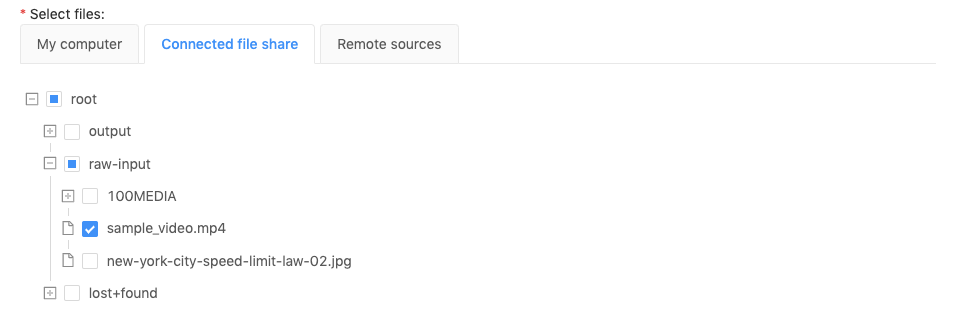 * Select files:
My computer Connected file share Remote sources
root
output
raw-input
100MEDIA
sample_video.mp4
new-york-city-speed-limit-law-02.jpg
lost+found